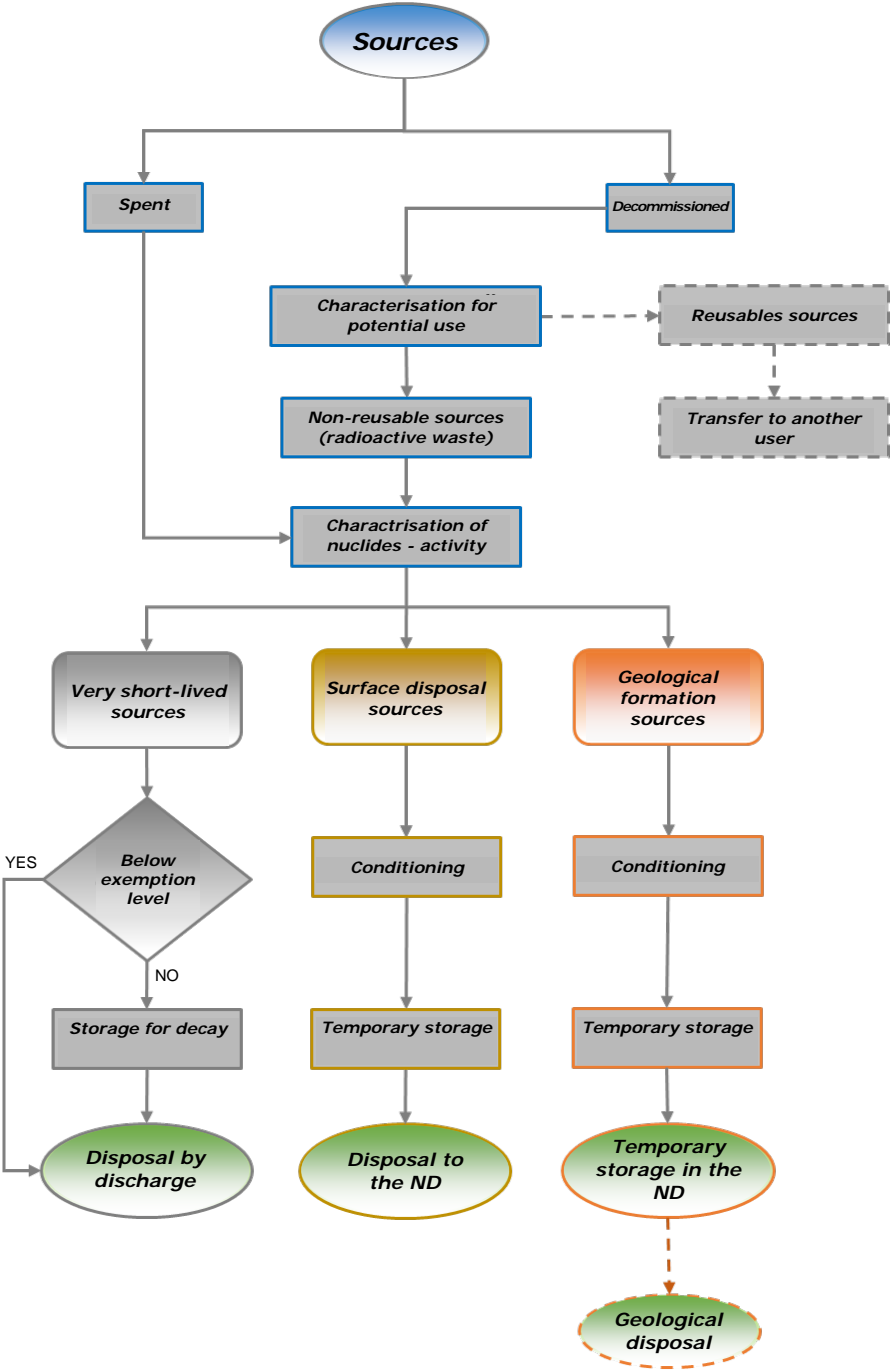 Sources
Spent
Decommissioned
Characterisation for
potential use
Reusables sources
Non-reusable sources
(radioactive waste)
Transfer to another
user
Charactrisation of
nuclides - activity
Very short-lived
sources
Surface disposal
sources
Geological
formation
sources
YES
Below
exemption
level
Conditioning
Conditioning
NO
Storage for decay
Temporary storage
Temporary storage
Disposal by
discharge
Disposal to
the ND
Temporary
storage in the
ND
Geological
disposal